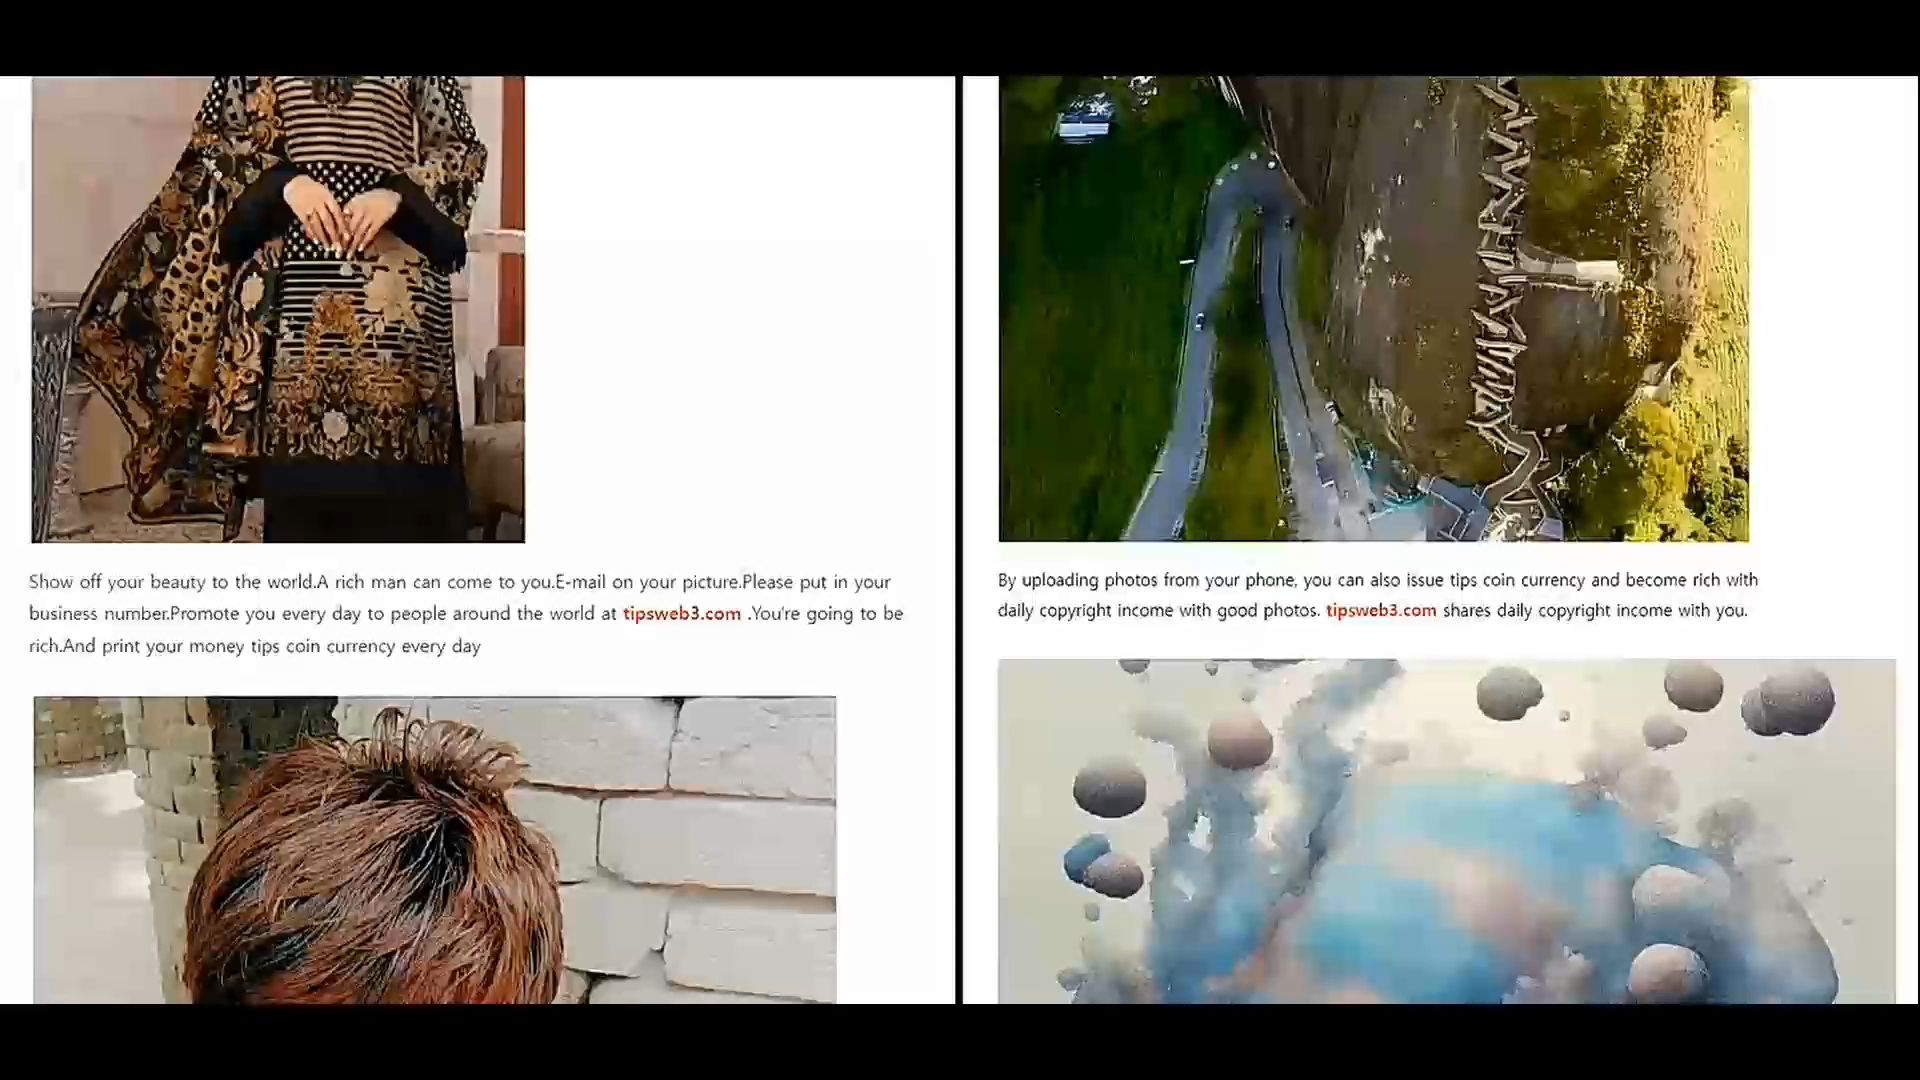 Show off your beauty to the world.A rich man can come to you.E-mail on your picture.Please put in your
business number.Promote you every day to people around the world at tipsweb3.com .You're going to be
rich.And print your money tips coin currency every day
By uploading photos from your phone, you can also issue tips coin currency and become rich with
daily copyright income with good photos. tipsweb3.com shares daily copyright income with you.